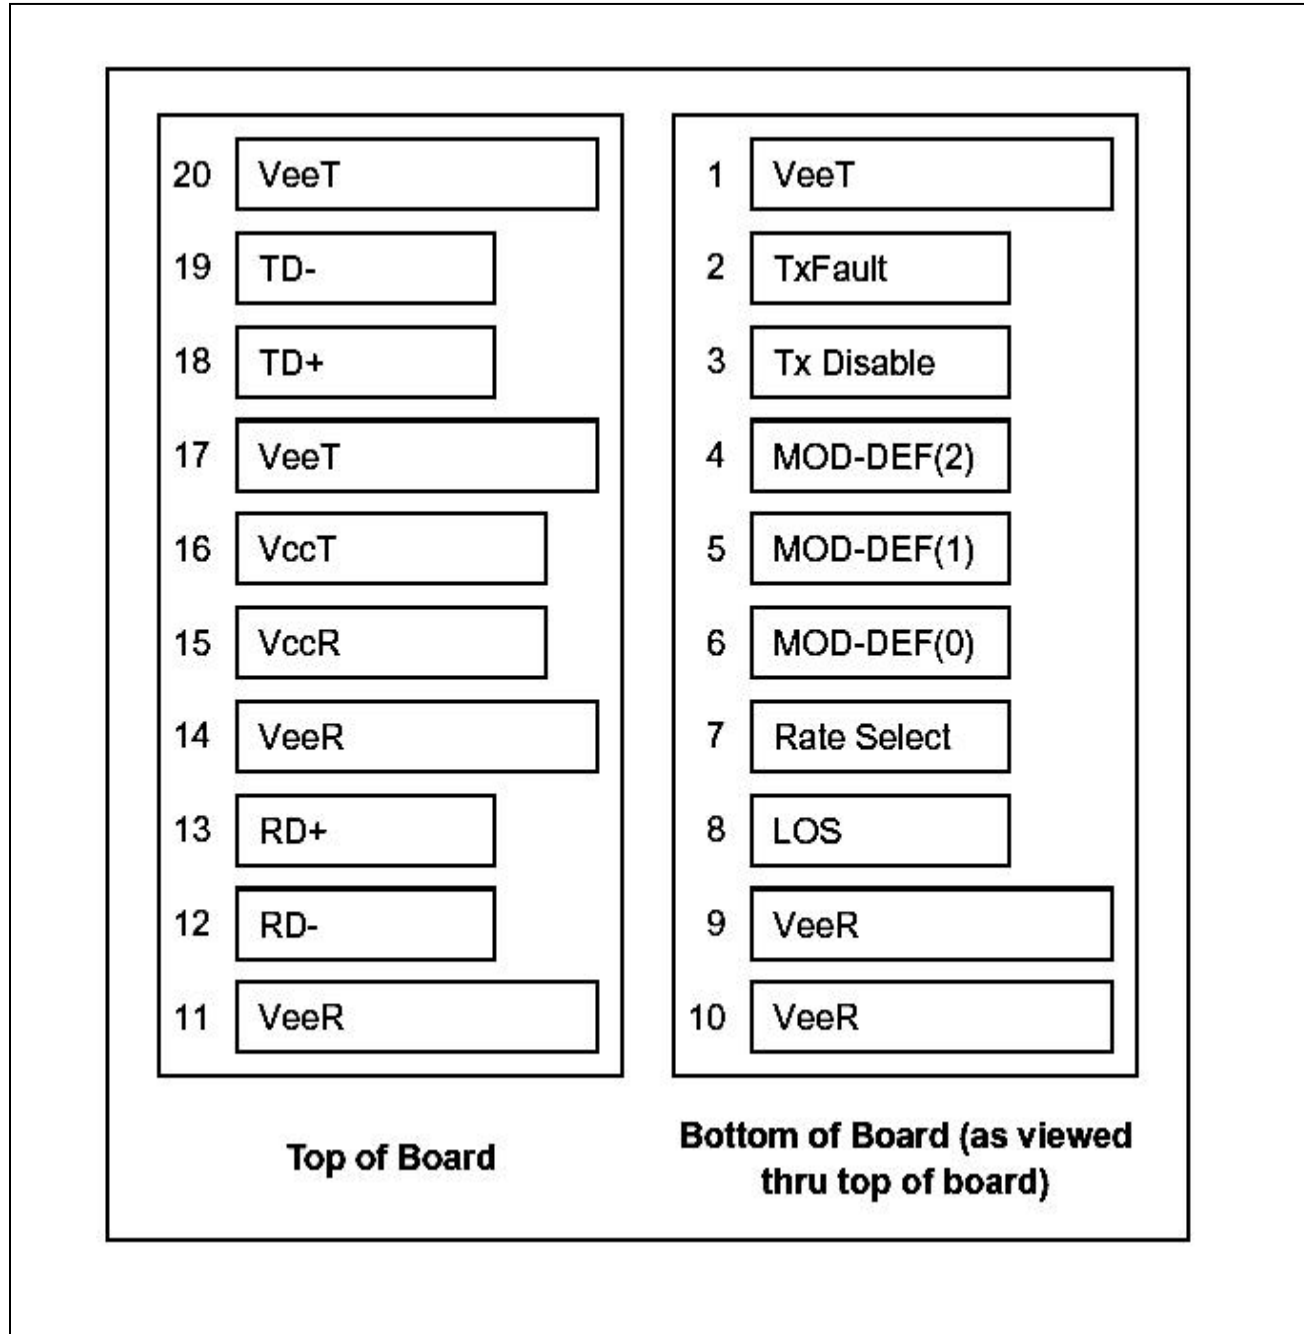 20 VeeT
19 TD-
18 TD+
17 VeeT
16 VccT
15 VccR
14 VeeR
13 RD+
12 RD-
11 VeeR
Top of Board
1 VeeT
2 TxFault
3 Tx Disable
4 MOD-DEF(2)
5 MOD-DEF(1)
6 MOD-DEF(0)
7 Rate Select
8 LOS
9 VeeR
10 VeeR
Bottom of Board (as viewed
thru top of board)